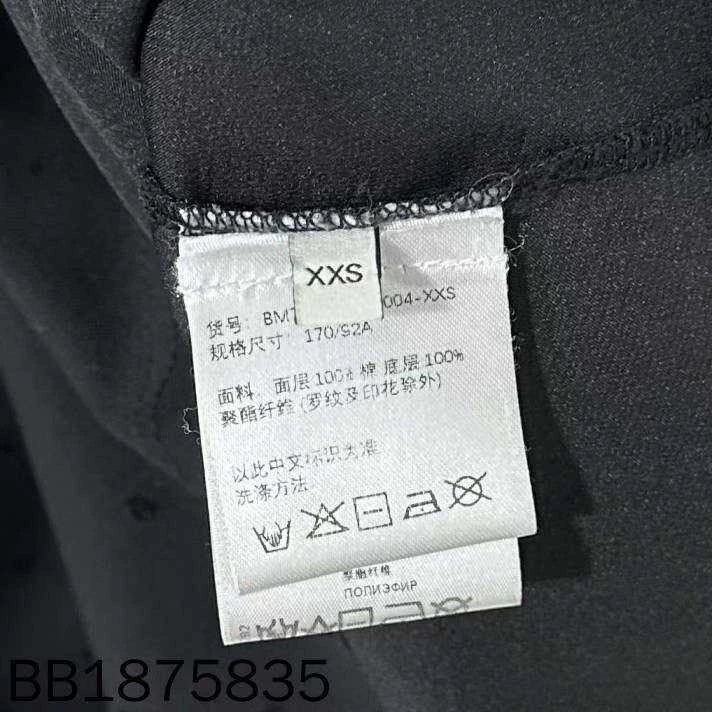 XXS
货号: BM7 004-XXS
规格尺寸: 170/92A
面料: 面层100% 棉 底层100%
聚酯纤维 (罗纹及印花除外)
以此中文标识为准
洗涤方法
聚酯纤维
ПОЛИЭФИР
BB1875835